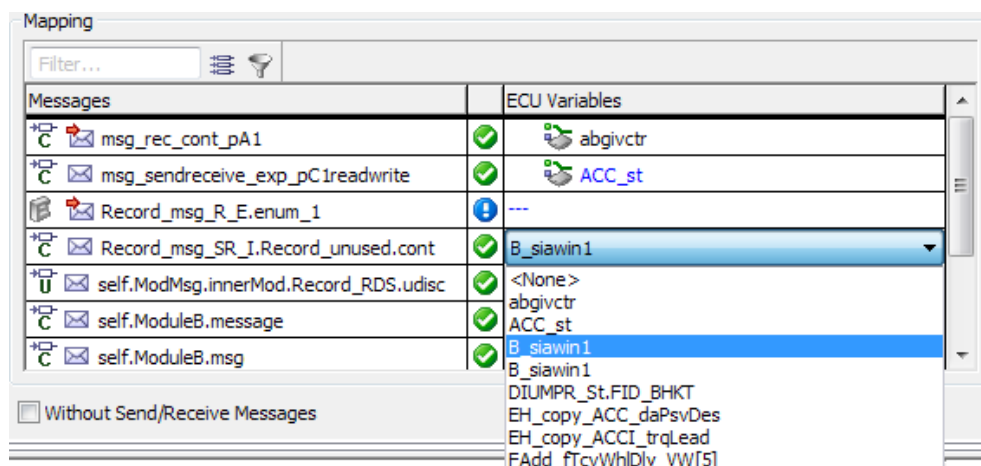 Mapping
Filter...
Messages ECU Variables
C msg_rec_cont_pA1 abgivctr
C msg_sendreceive_exp_pC1readwrite ACC_st
Record_msg_R_E.enum_1 ---
C Record_msg_SR_I.Record_unused.cont B_siawin1
U self.ModMsg.innerMod.Record_RDS.udisc <None>
abgivctr
C self.ModuleB.message ACC_st
B_siawin1
C self.ModuleB.msg B_siawin1
DIUMPR_St.FID_BHKT
Without Send/Receive Messages EH_copy_ACC_daPsvDes
EH_copy_ACCI_trqLead
FAdd_fTcvWhlDly_VW[5]